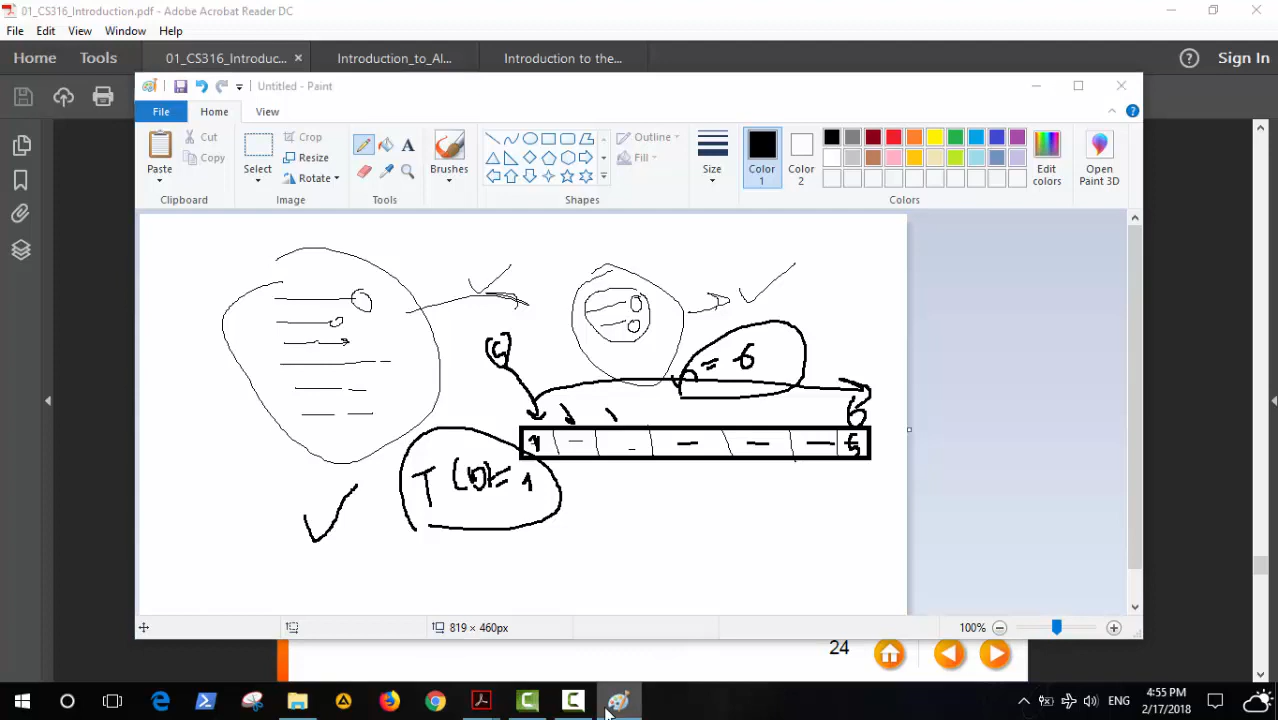 01_CS316_Introduction.pdf - Adobe Acrobat Reader DC
File Edit View Window Help
Home Tools 01_CS316_Introduc... × Introduction_to_Al... Introduction to the... Sign In
Untitled - Paint
File Home View
Paste Cut Copy
Clipboard
Select Crop Resize Rotate
Image
A
Tools
Brushes
Outline Fill
Shapes
Size
Color 1 Color 2
Edit colors
Colors
Open Paint 3D
= 6
T (n) = 1
819 × 460px 100%
24
ENG
4:55 PM
2/17/2018